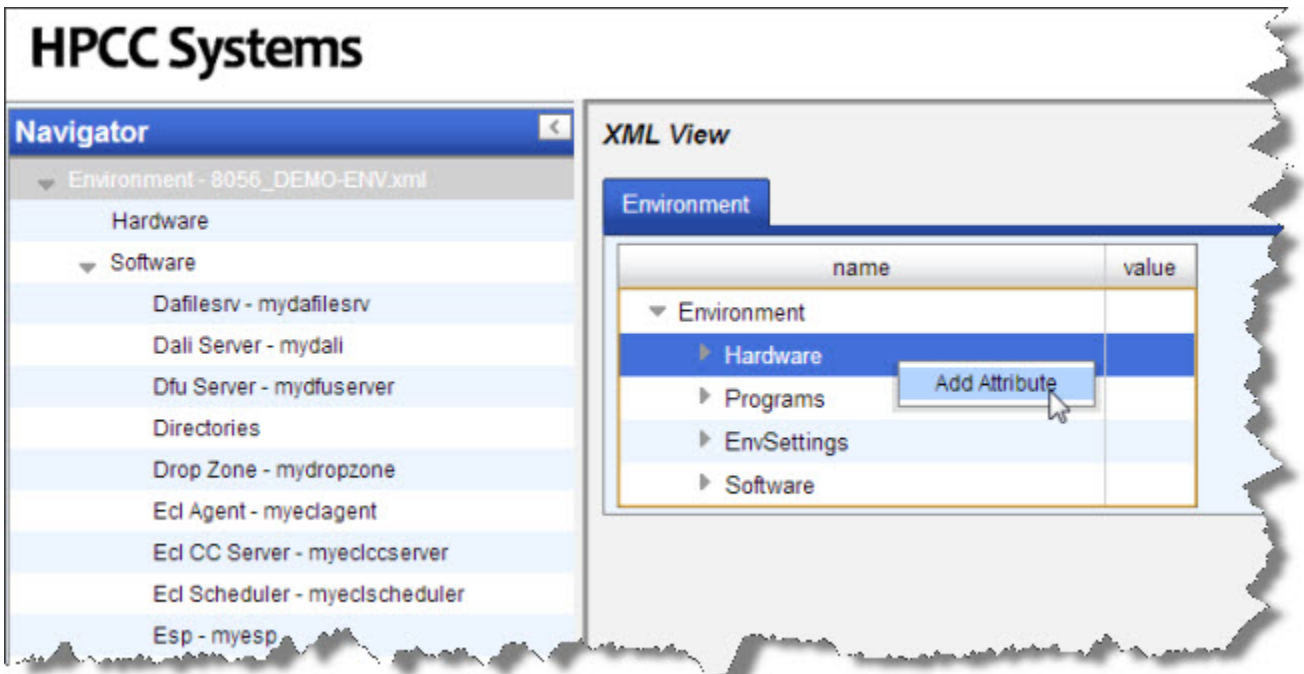 HPCC Systems
Navigator
Environment - 8056_DEMO-ENV.xml
Hardware
Software
Dafilesrv - mydafilesrv
Dali Server - mydali
Dfu Server - mydfuserver
Directories
Drop Zone - mydropzone
Ecl Agent - myeclagent
Ecl CC Server - myeclccserver
Ecl Scheduler - myeclscheduler
Esp - myesp
XML View
Environment
name value
Environment
Hardware
Add Attribute
Programs
EnvSettings
Software